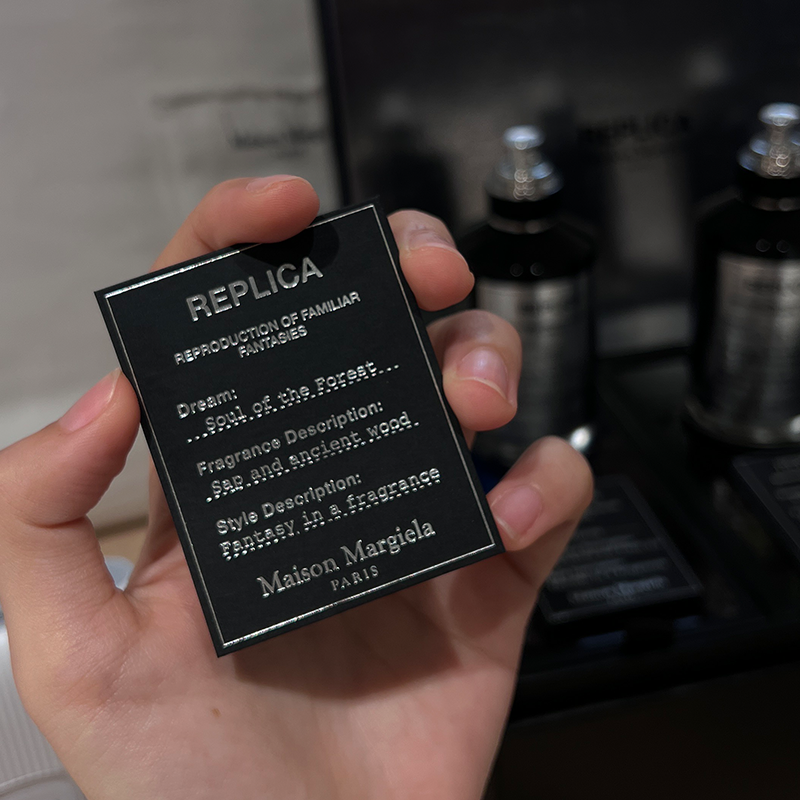 REPLICA
REPRODUCTION OF FAMILIAR
FANTASIES
Dream:
...Soul of the Forest...
Fragrance Description:
Sap and ancient wood
Style Description:
Fantasy in a fragrance
Maison Margiela
PARIS
REPLICA